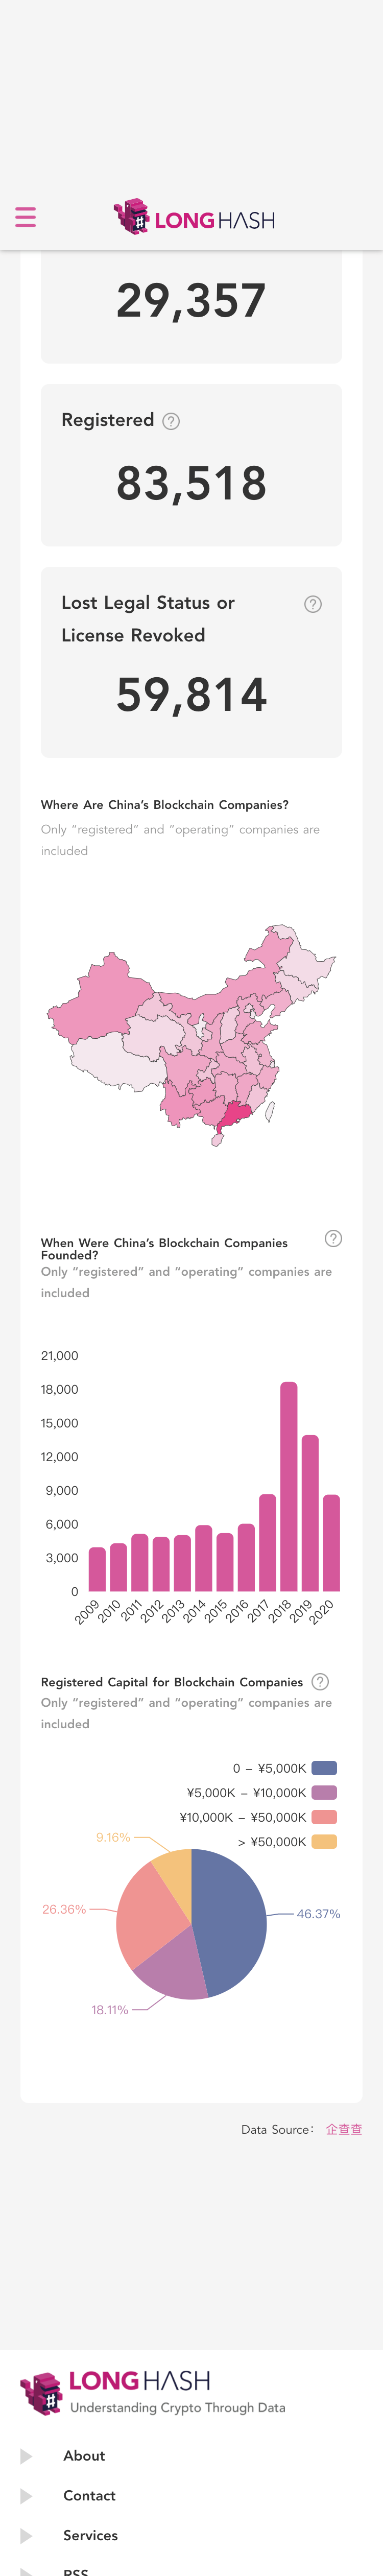 LONGHASH
29,357
Registered ?
83,518
Lost Legal Status or ?
License Revoked
59,814
Where Are China’s Blockchain Companies?
Only “registered” and “operating” companies are
included
When Were China’s Blockchain Companies ?
Founded?
Only “registered” and “operating” companies are
included
21,000
18,000
15,000
12,000
9,000
6,000
3,000
0
2009 2010 2011 2012 2013 2014 2015 2016 2017 2018 2019 2020
Registered Capital for Blockchain Companies ?
Only “registered” and “operating” companies are
included
0 – ¥5,000K
¥5,000K – ¥10,000K
¥10,000K – ¥50,000K
> ¥50,000K
9.16%
26.36%
46.37%
18.11%
Data Source： 企查查
LONGHASH
Understanding Crypto Through Data
About
Contact
Services
RSS